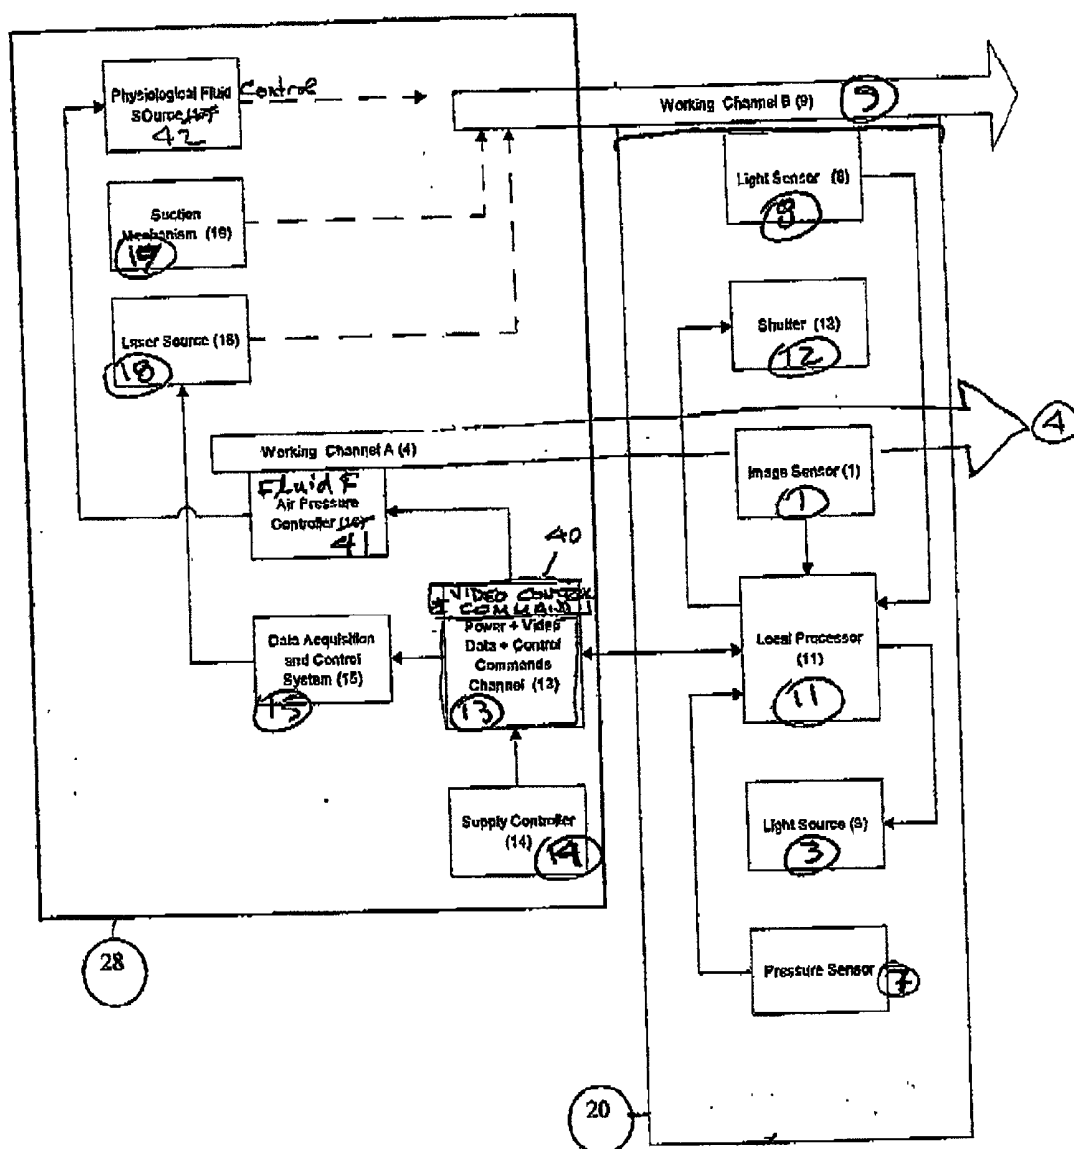 Physiological Fluid
SOurce (17)
42
Control
Working Channel B (9)
9
Light Sensor (8)
8
Suction
Mechanism (16)
Laser Source (18)
18
Shutter (13)
12
4
Working Channel A (4)
Image Sensor (1)
1
FLuid F
Air Pressure
Controller (16)
41
40
VIDEO CONTROL
COMMAND
Power + Video
Data + Control
Commands
Channel (12)
13
Data Acquisition
and Control
System (15)
15
Local Processor
(11)
11
Supply Controller
(14)
14
Light Source (3)
3
Pressure Sensor
7
28
20